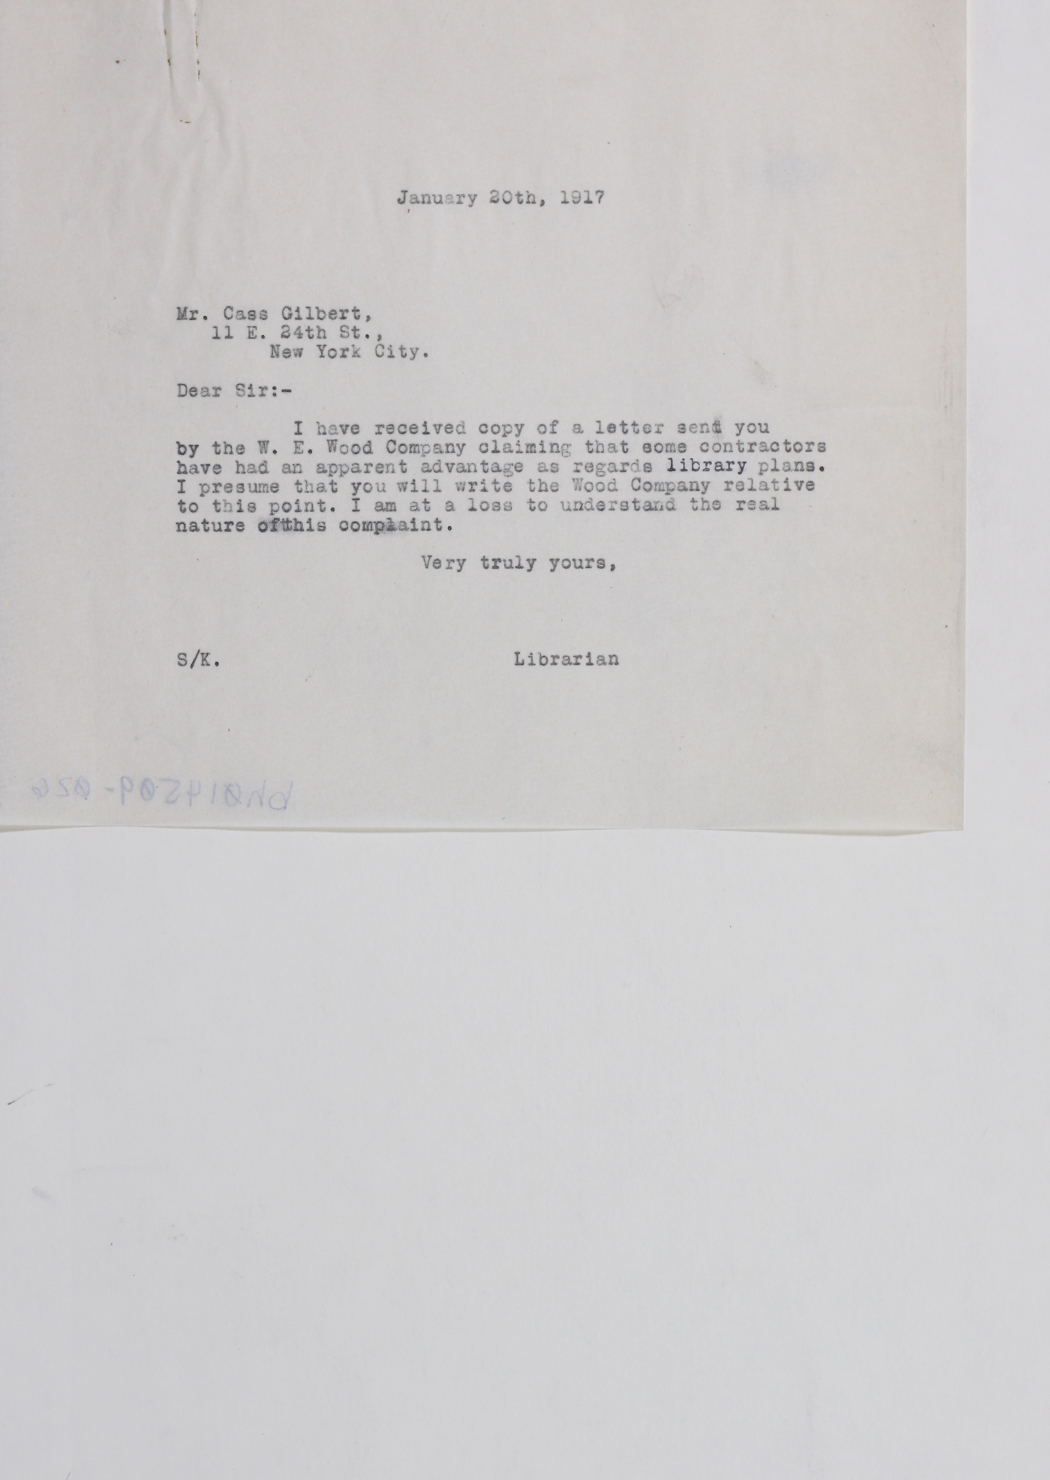 January 20th, 1917
Mr. Cass Gilbert,
11 E. 24th St.,
New York City.
Dear Sir:-
I have received copy of a letter send you
by the W. E. Wood Company claiming that some contractors
have had an apparent advantage as regards library plans.
I presume that you will write the Wood Company relative
to this point. I am at a loss to understand the real
nature of this complaint.
Very truly yours,
S/K. Librarian